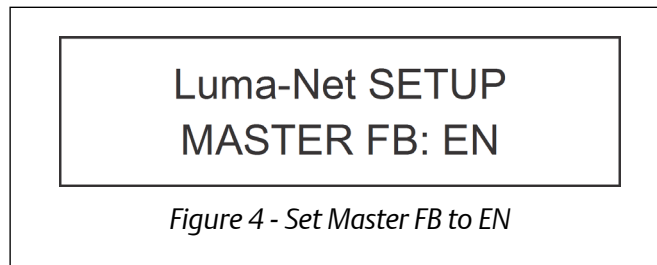 Luma-Net SETUP
MASTER FB: EN
Figure 4 - Set Master FB to EN